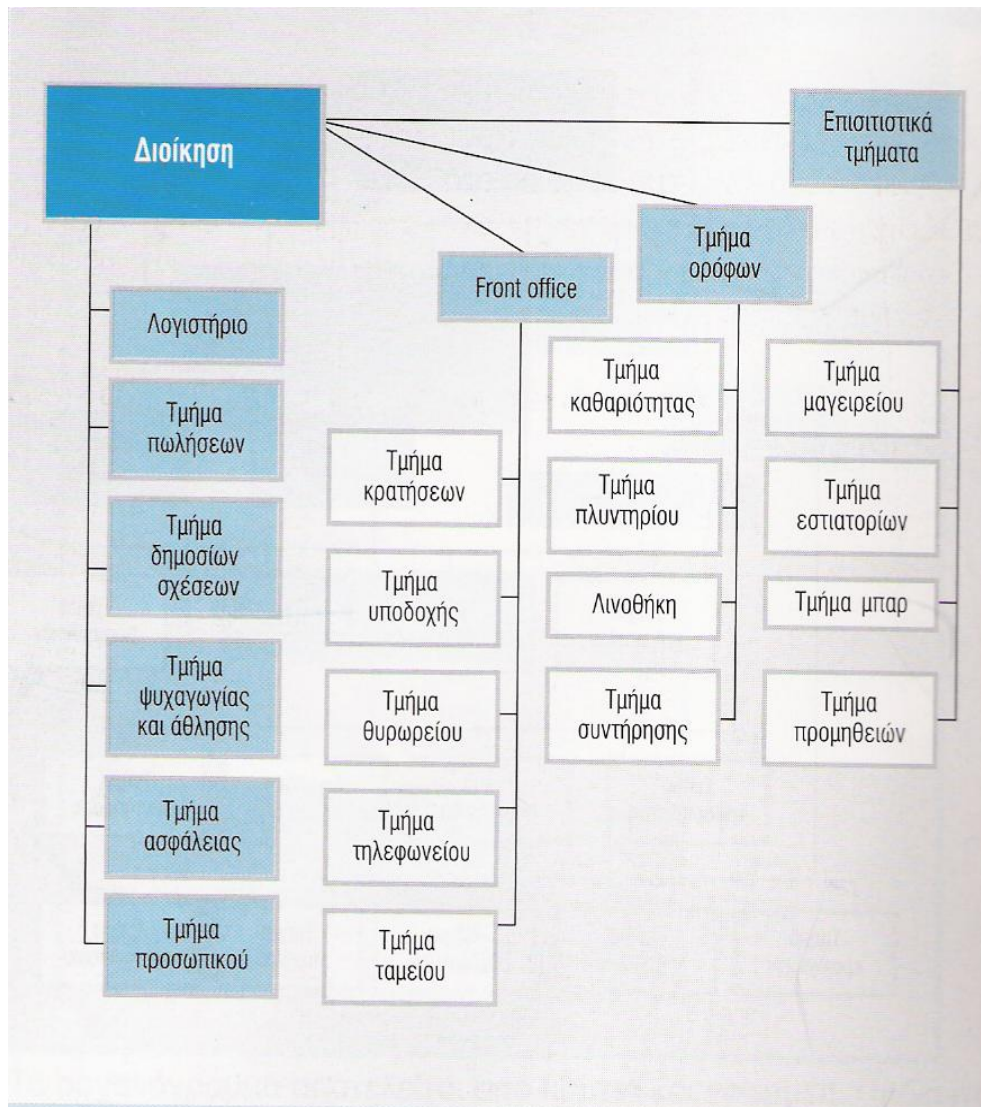 Διοίκηση
Επισιτιστικά
τμήματα
Τμήμα
ορόφων
Front office
Λογιστήριο
Τμήμα
πωλήσεων
Τμήμα
δημοσίων
σχέσεων
Τμήμα
ψυχαγωγίας
και άθλησης
Τμήμα
ασφάλειας
Τμήμα
προσωπικού
Τμήμα
κρατήσεων
Τμήμα
υποδοχής
Τμήμα
θυρωρείου
Τμήμα
τηλεφωνείου
Τμήμα
ταμείου
Τμήμα
καθαριότητας
Τμήμα
πλυντηρίου
Λινοθήκη
Τμήμα
συντήρησης
Τμήμα
μαγειρείου
Τμήμα
εστιατορίων
Τμήμα μπαρ
Τμήμα
προμηθειών